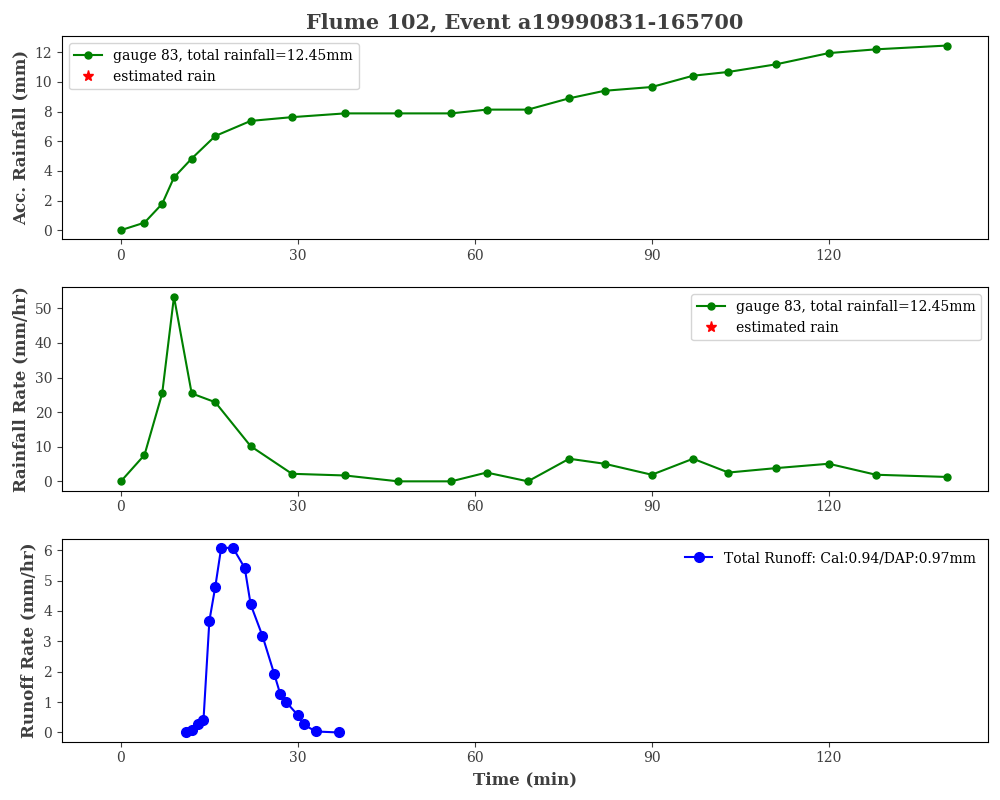 Flume 102, Event a19990831-165700
Acc. Rainfall (mm)
12
10
8
6
4
2
0
gauge 83, total rainfall=12.45mm
estimated rain
0 30 60 90 120
Rainfall Rate (mm/hr)
50
40
30
20
10
0
gauge 83, total rainfall=12.45mm
estimated rain
0 30 60 90 120
Runoff Rate (mm/hr)
6
5
4
3
2
1
0
Total Runoff: Cal:0.94/DAP:0.97mm
0 30 60 90 120
Time (min)